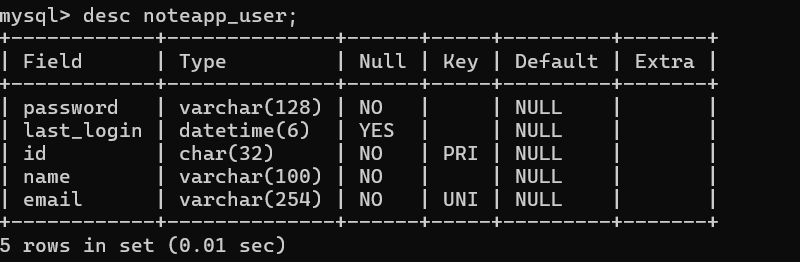 mysql> desc noteapp_user;
+------------+--------------+------+-----+---------+-------+
| Field      | Type         | Null | Key | Default | Extra |
+------------+--------------+------+-----+---------+-------+
| password   | varchar(128) | NO   |     | NULL    |       |
| last_login | datetime(6)  | YES  |     | NULL    |       |
| id         | char(32)     | NO   | PRI | NULL    |       |
| name       | varchar(100) | NO   |     | NULL    |       |
| email      | varchar(254) | NO   | UNI | NULL    |       |
+------------+--------------+------+-----+---------+-------+
5 rows in set (0.01 sec)